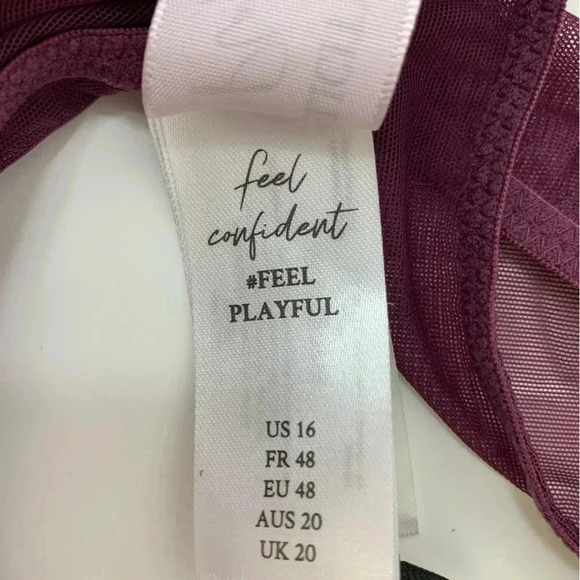 feel
confident
#FEEL
PLAYFUL
US 16
FR 48
EU 48
AUS 20
UK 20